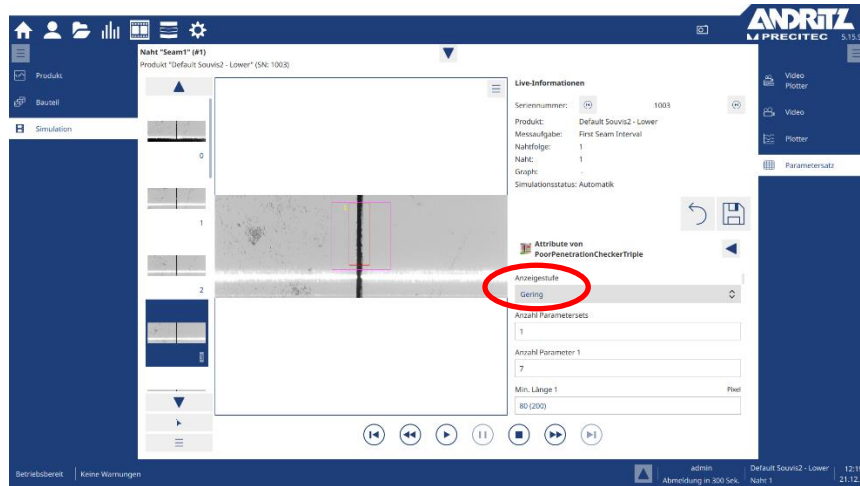 ANDRITZ
PRECITEC
5.15.5
Naht "Seam1" (#1)
Produkt "Default Souvis2 - Lower" (SN: 1003)
Produkt
Bauteil
Simulation
0
1
2
Live-Informationen
Seriennummer: 1003
Produkt: Default Souvis2 - Lower
Messaufgabe: First Seam Interval
Nahtfolge: 1
Naht: 1
Graph: -
Simulationsstatus: Automatik
Attribute von
PoorPenetrationCheckerTriple
Anzeigestufe
Gering
Anzahl Parametersets
1
Anzahl Parameter 1
7
Min. Länge 1 Pixel
80 (200)
Video
Plotter
Video
Plotter
Parametersatz
Betriebsbereit
Keine Warnungen
admin
Abmeldung in 300 Sek.
Default Souvis2 - Lower
Naht 1
12:1
21.12.